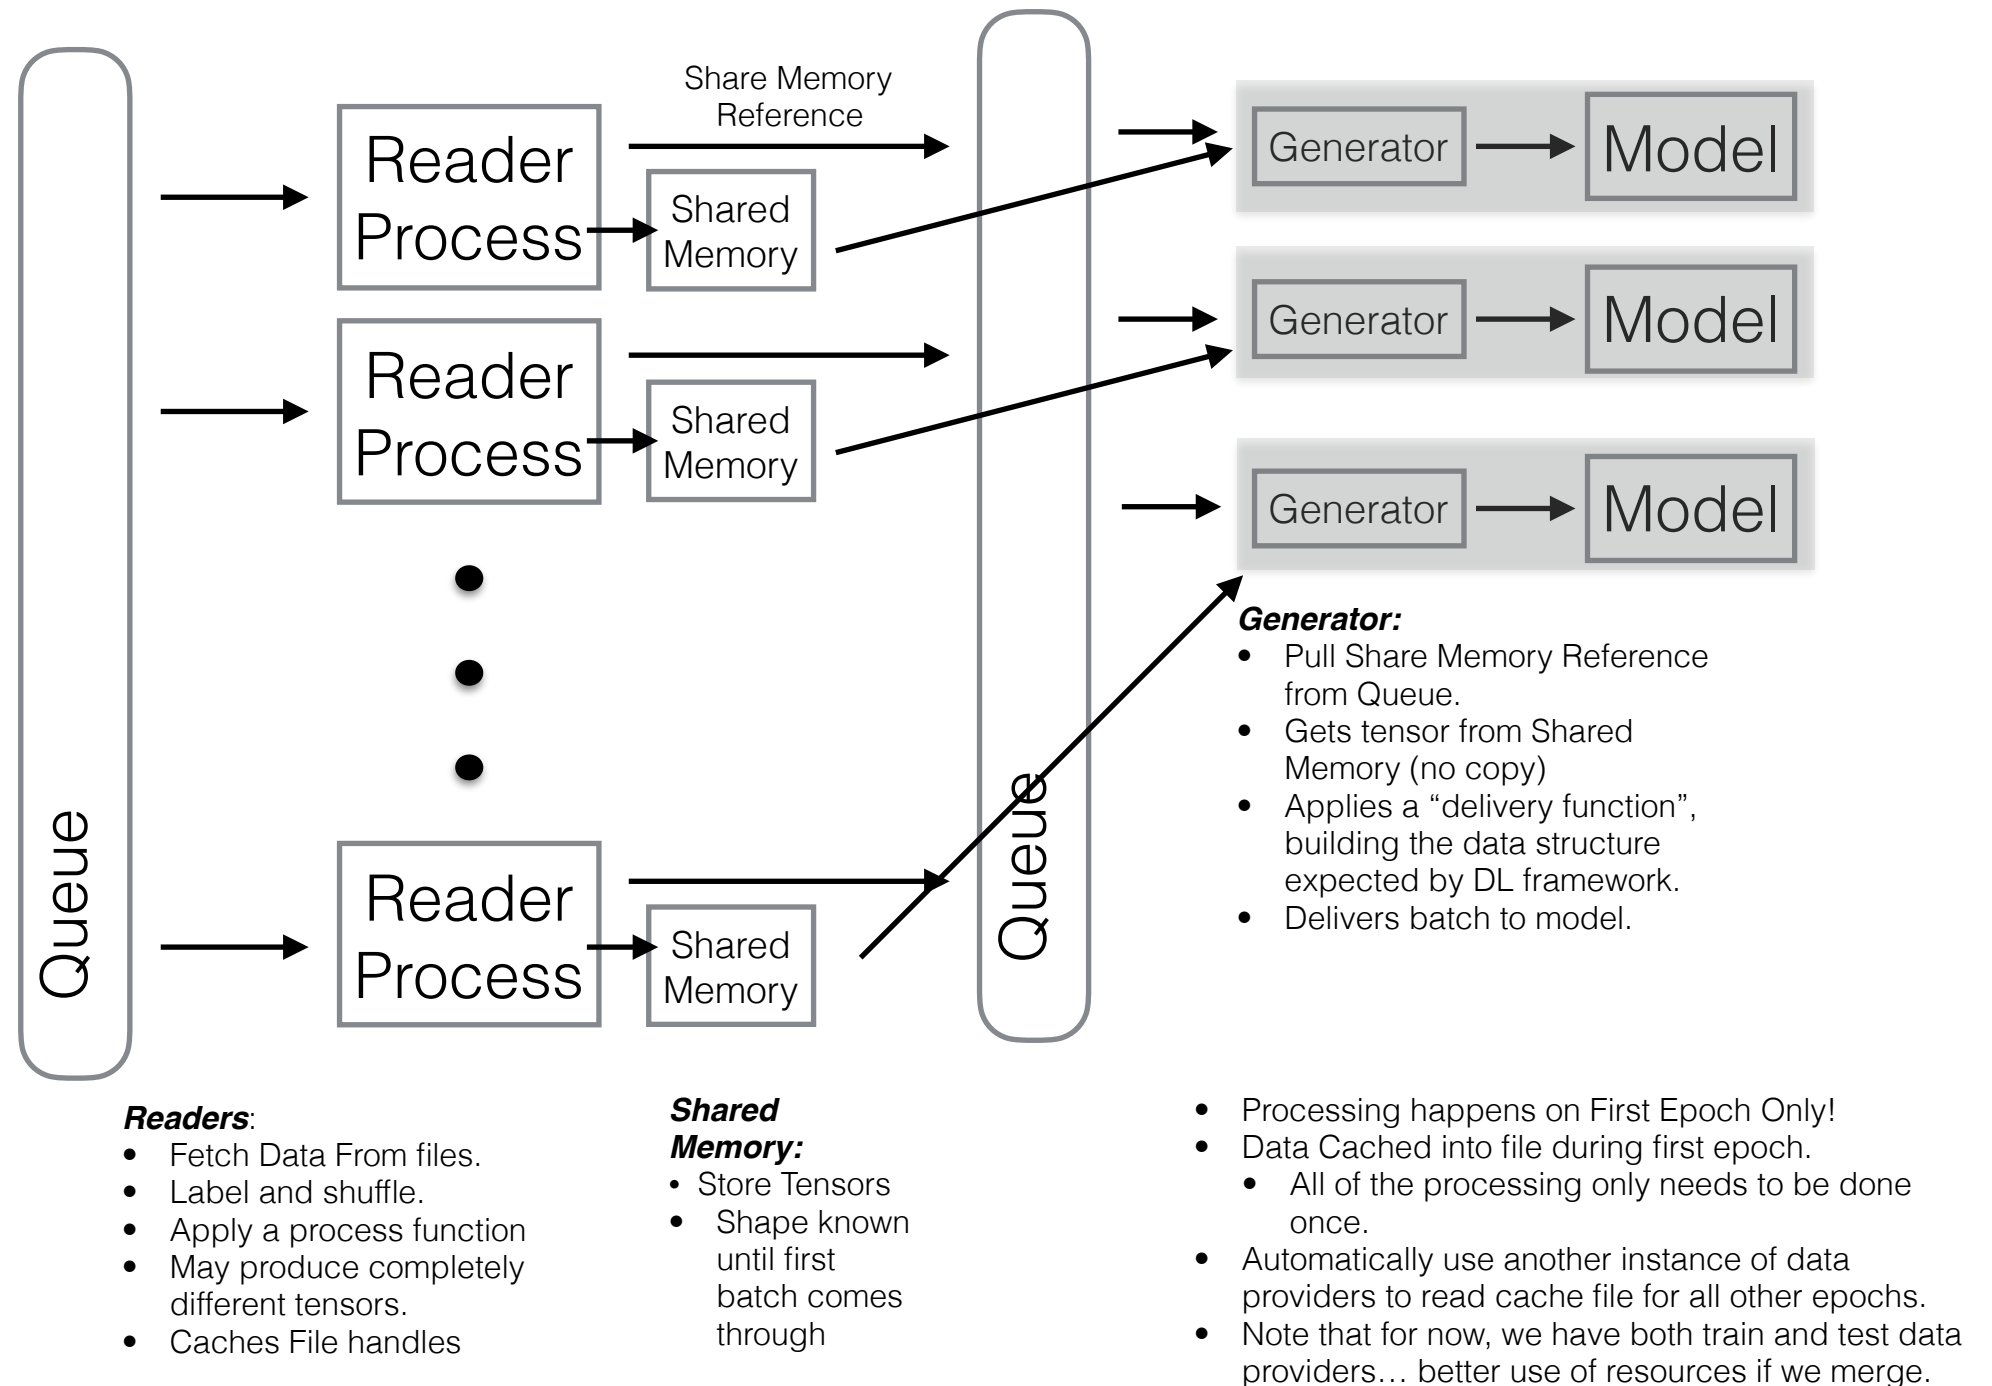 Queue
Reader
Process
Share Memory
Reference
Shared
Memory
Reader
Process
Shared
Memory
Reader
Process
Shared
Memory
Queue
Generator
Model
Generator
Model
Generator
Model
Generator:
• Pull Share Memory Reference
from Queue.
• Gets tensor from Shared
Memory (no copy)
• Applies a “delivery function”,
building the data structure
expected by DL framework.
• Delivers batch to model.
Readers:
• Fetch Data From files.
• Label and shuffle.
• Apply a process function
• May produce completely
different tensors.
• Caches File handles
Shared
Memory:
• Store Tensors
• Shape known
until first
batch comes
through
• Processing happens on First Epoch Only!
• Data Cached into file during first epoch.
• All of the processing only needs to be done
once.
• Automatically use another instance of data
providers to read cache file for all other epochs.
• Note that for now, we have both train and test data
providers… better use of resources if we merge.